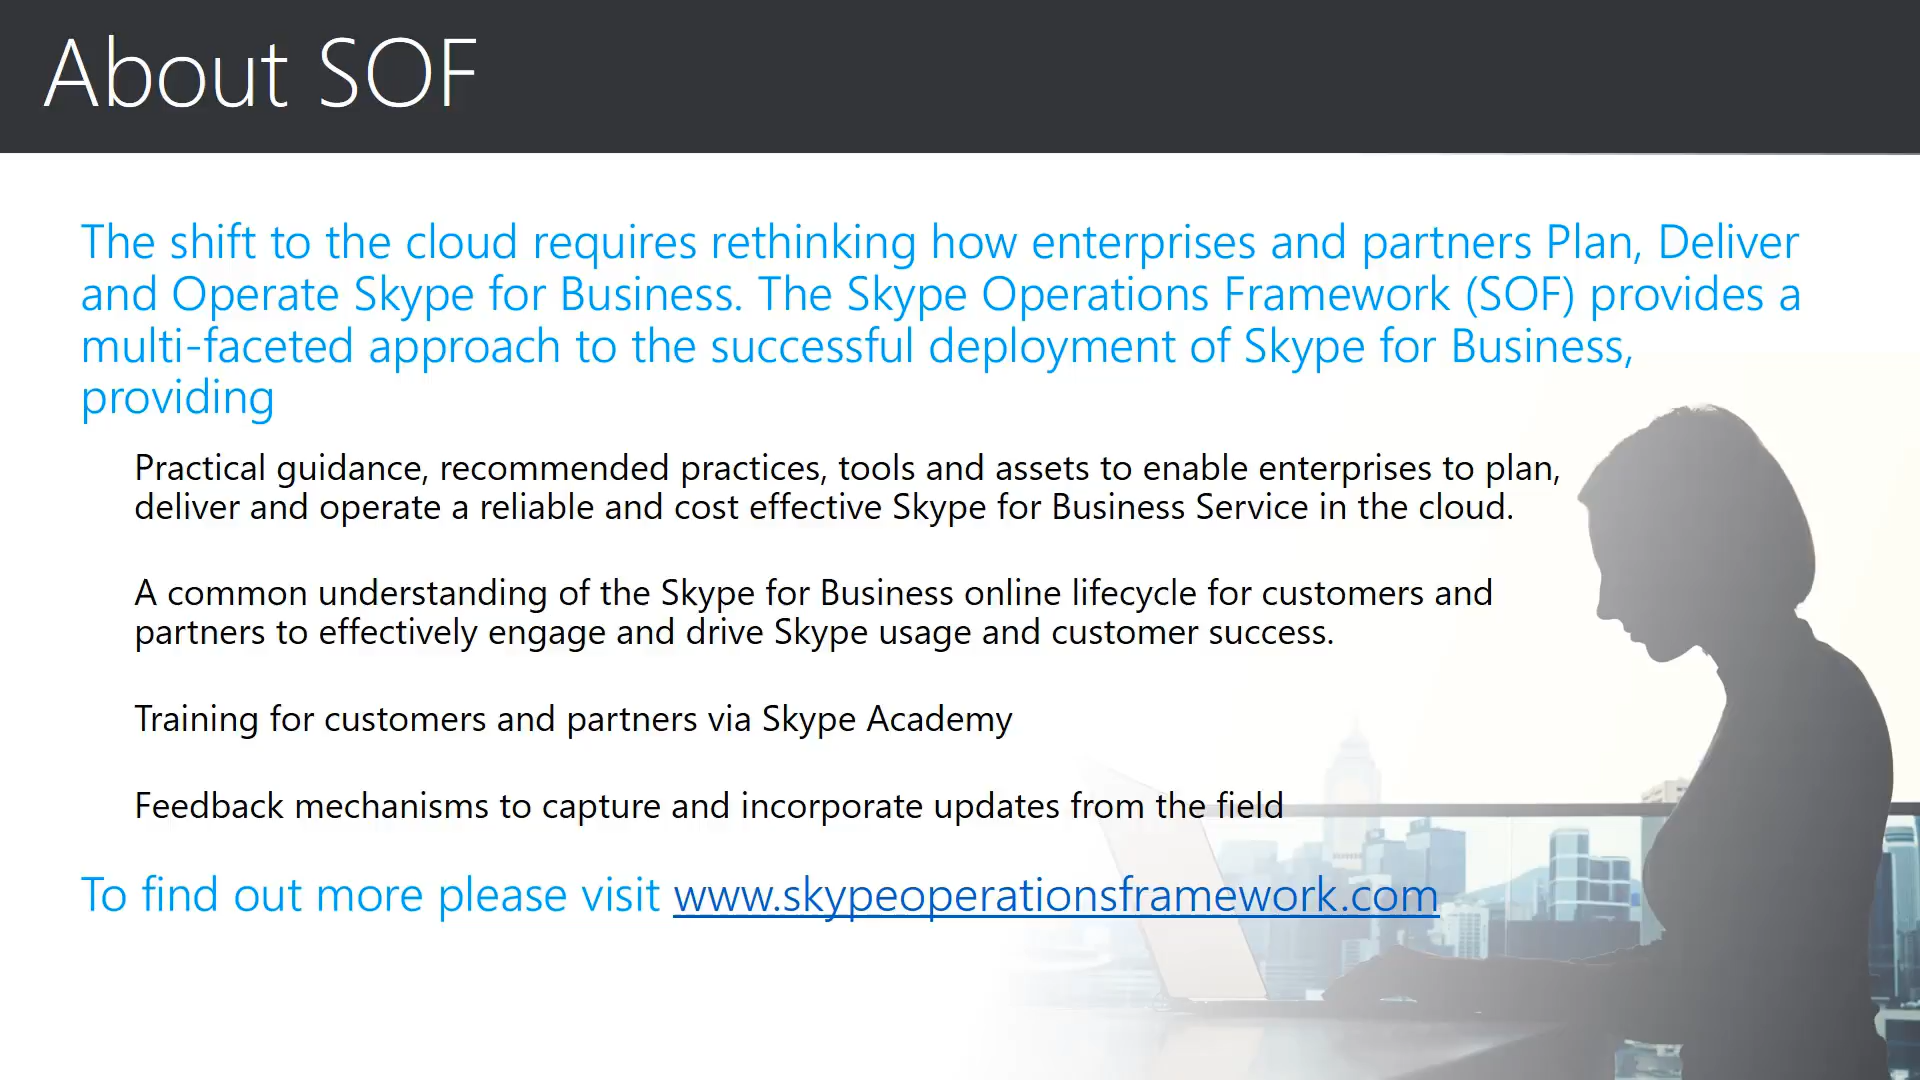 About SOF
The shift to the cloud requires rethinking how enterprises and partners Plan, Deliver
and Operate Skype for Business. The Skype Operations Framework (SOF) provides a
multi-faceted approach to the successful deployment of Skype for Business,
providing
Practical guidance, recommended practices, tools and assets to enable enterprises to plan,
deliver and operate a reliable and cost effective Skype for Business Service in the cloud.
A common understanding of the Skype for Business online lifecycle for customers and
partners to effectively engage and drive Skype usage and customer success.
Training for customers and partners via Skype Academy
Feedback mechanisms to capture and incorporate updates from the field
To find out more please visit www.skypeoperationsframework.com